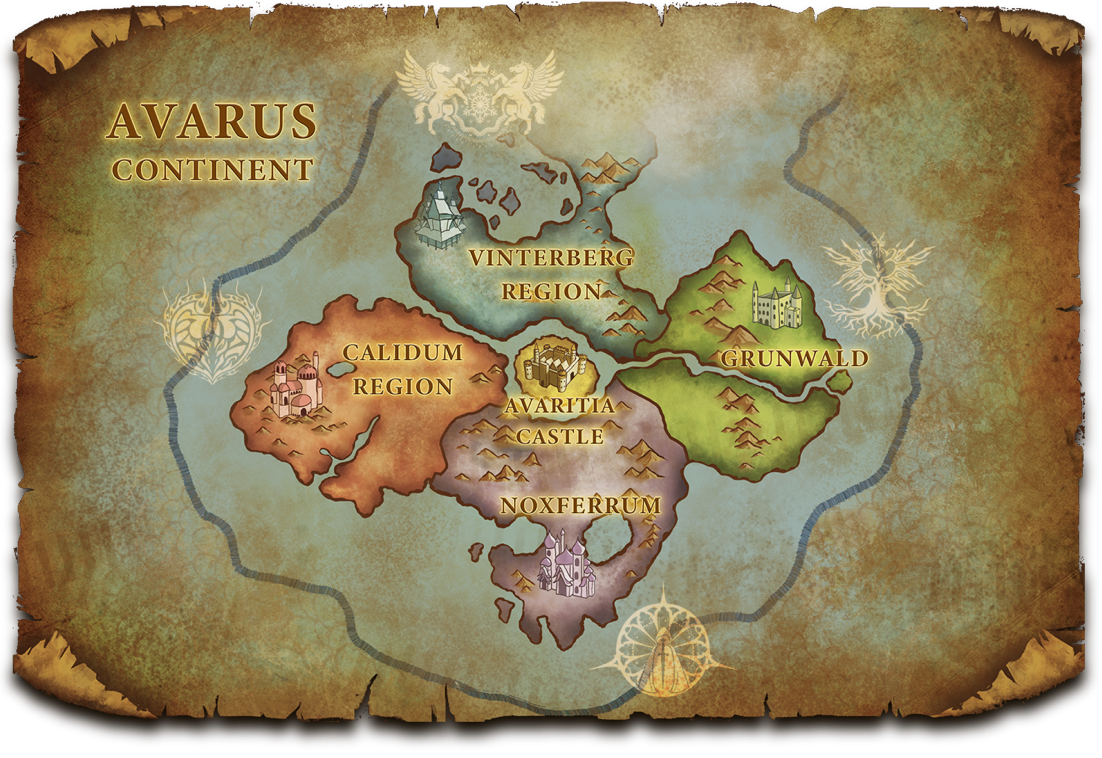 AVARUS
CONTINENT
VINTERBERG
REGION
CALIDUM
REGION
GRUNWALD
AVARITIA
CASTLE
NOXFERRUM